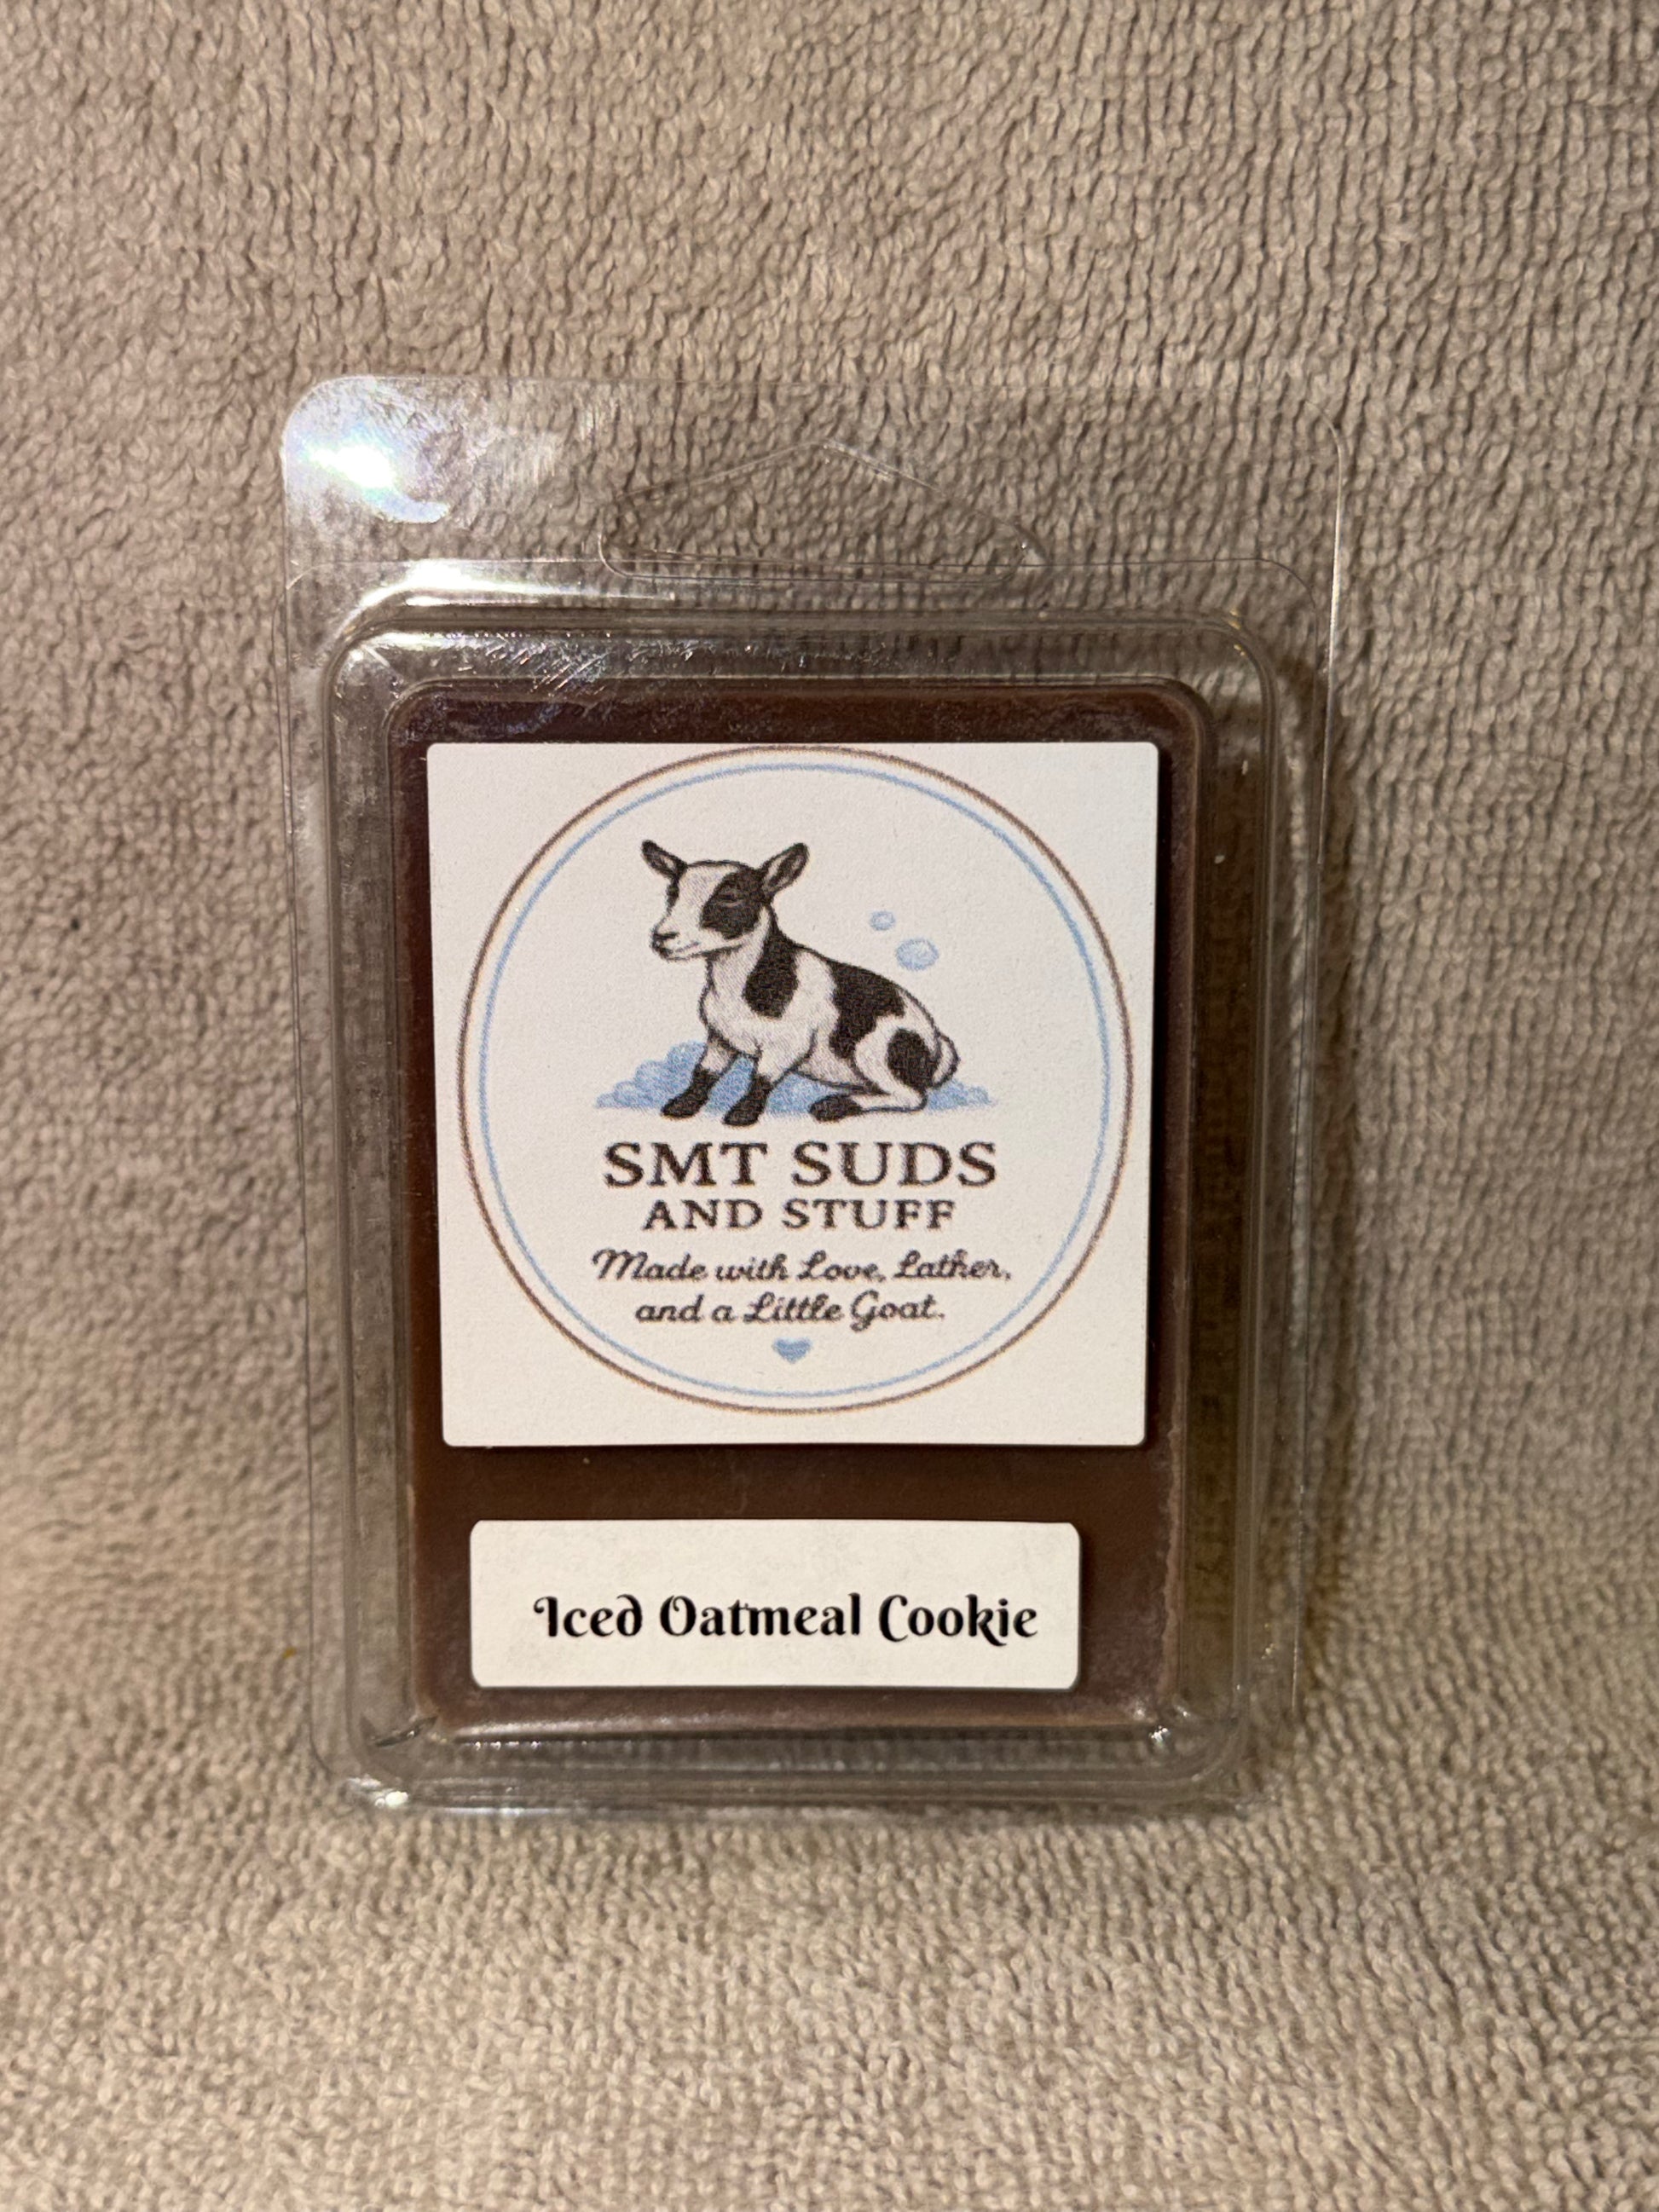 SMT SUDS
AND STUFF
Made with Love, Lather,
and a Little Goat.
Iced Oatmeal Cookie